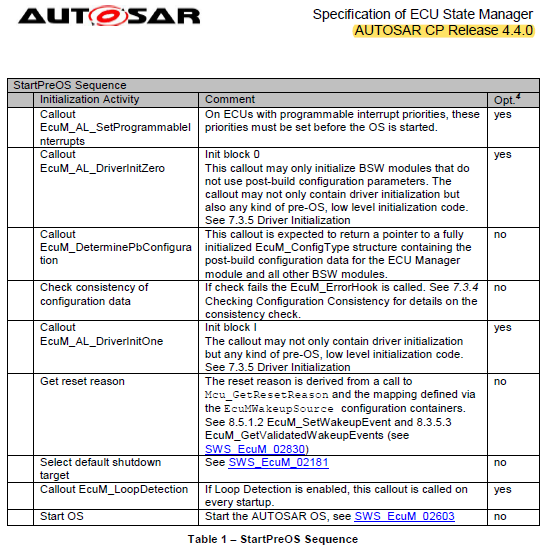 AUTOSAR
Specification of ECU State Manager
AUTOSAR CP Release 4.4.0
StartPreOS Sequence
Initialization Activity
Comment
Opt.4
Callout
EcuM_AL_SetProgrammableI
nterrupts
On ECUs with programmable interrupt priorities, these
priorities must be set before the OS is started.
yes
Callout
EcuM_AL_DriverInitZero
Init block 0
This callout may only initialize BSW modules that do
not use post-build configuration parameters. The
callout may not only contain driver initialization but
also any kind of pre-OS, low level initialization code.
See 7.3.5 Driver Initialization
yes
Callout
EcuM_DeterminePbConfigura
tion
This callout is expected to return a pointer to a fully
initialized EcuM_ConfigType structure containing the
post-build configuration data for the ECU Manager
module and all other BSW modules.
no
Check consistency of
configuration data
If check fails the EcuM_ErrorHook is called. See 7.3.4
Checking Configuration Consistency for details on the
consistency check.
no
Callout
EcuM_AL_DriverInitOne
Init block I
The callout may not only contain driver initialization
but any kind of pre-OS, low level initialization code.
See 7.3.5 Driver Initialization
yes
Get reset reason
The reset reason is derived from a call to
Mcu_GetResetReason and the mapping defined via
the EcuMWakeupSource configuration containers.
See 8.5.1.2 EcuM_SetWakeupEvent and 8.3.5.3
EcuM_GetValidatedWakeupEvents (see
SWS_EcuM_02830)
no
Select default shutdown
target
See SWS_EcuM_02181
no
Callout EcuM_LoopDetection
If Loop Detection is enabled, this callout is called on
every startup.
yes
Start OS
Start the AUTOSAR OS, see SWS_EcuM_02603
no
Table 1 – StartPreOS Sequence